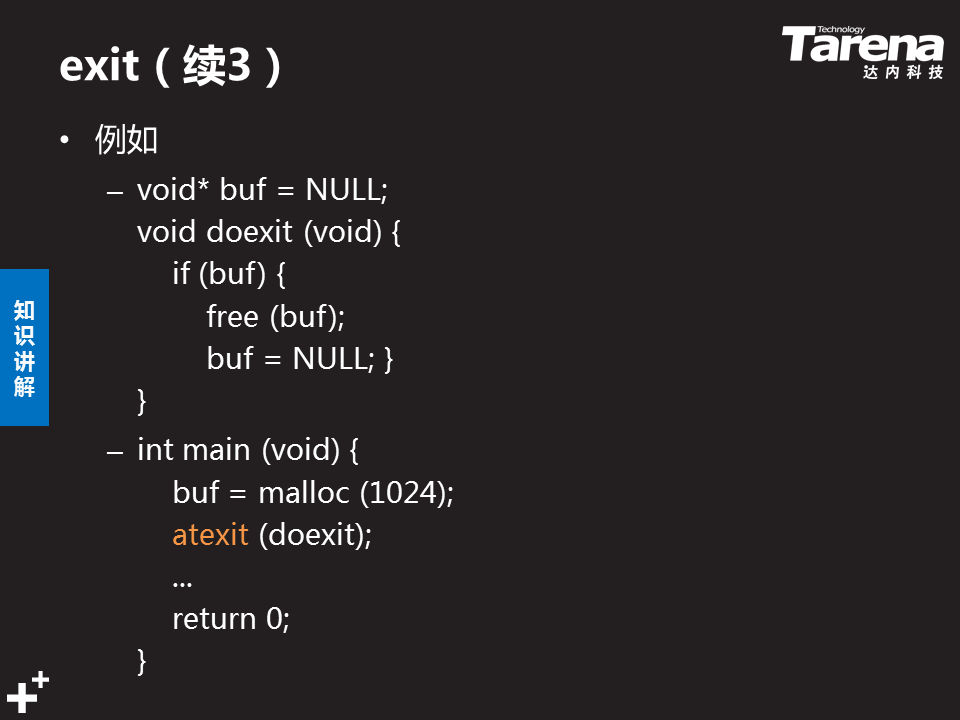 exit（续3）
Technology
Tarena
达内科技
• 例如
– void* buf = NULL;
void doexit (void) {
if (buf) {
free (buf);
buf = NULL; }
}
– int main (void) {
buf = malloc (1024);
atexit (doexit);
...
return 0;
}
知识讲解